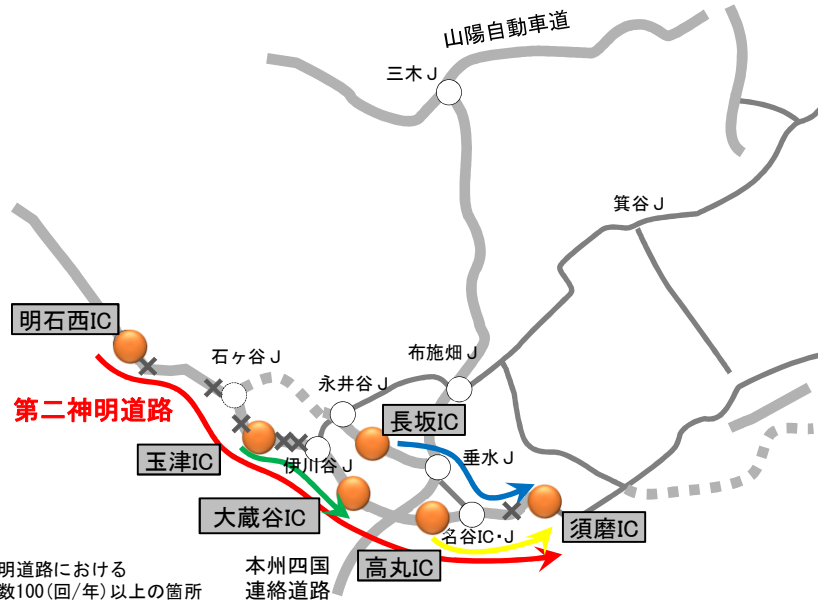 山陽自動車道
三木J
箕谷J
明石西IC
石ヶ谷J
布施畑J
永井谷J
第二神明道路
長坂IC
玉津IC
伊川谷J
垂水J
大蔵谷IC
須磨IC
名谷IC・J
高丸IC
本州四国
連絡道路
明道路における
数100(回/年)以上の箇所